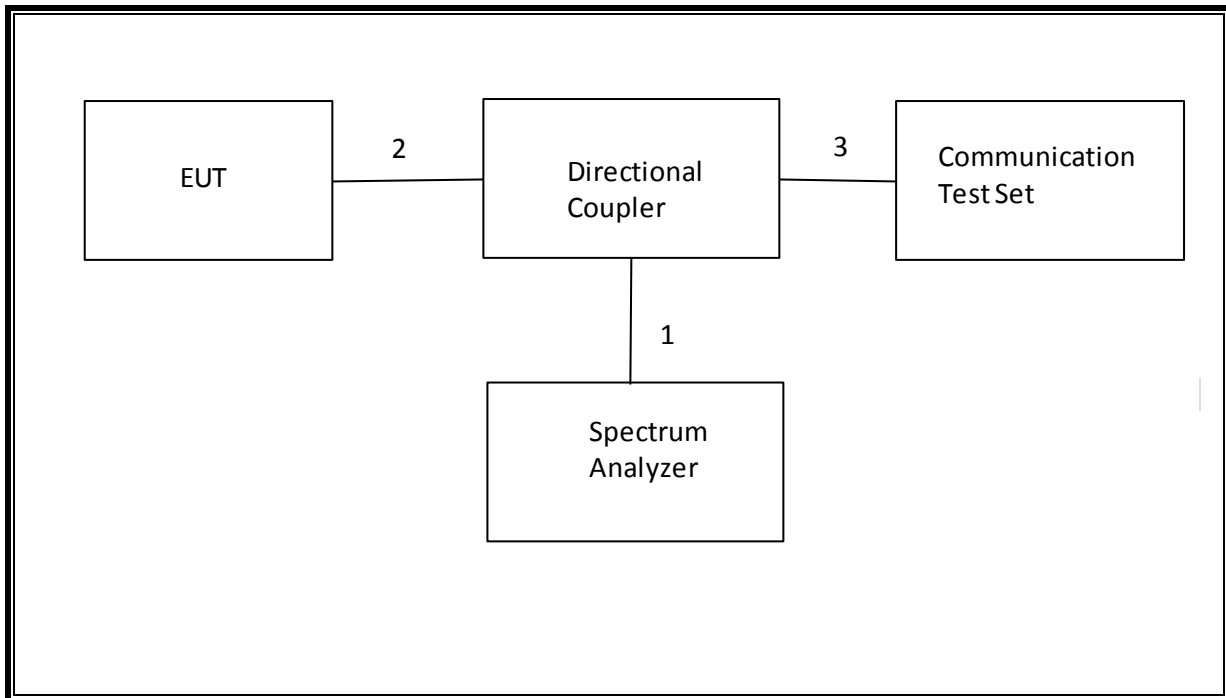 EUT
2
Directional
Coupler
3
Communication
Test Set
1
Spectrum
Analyzer